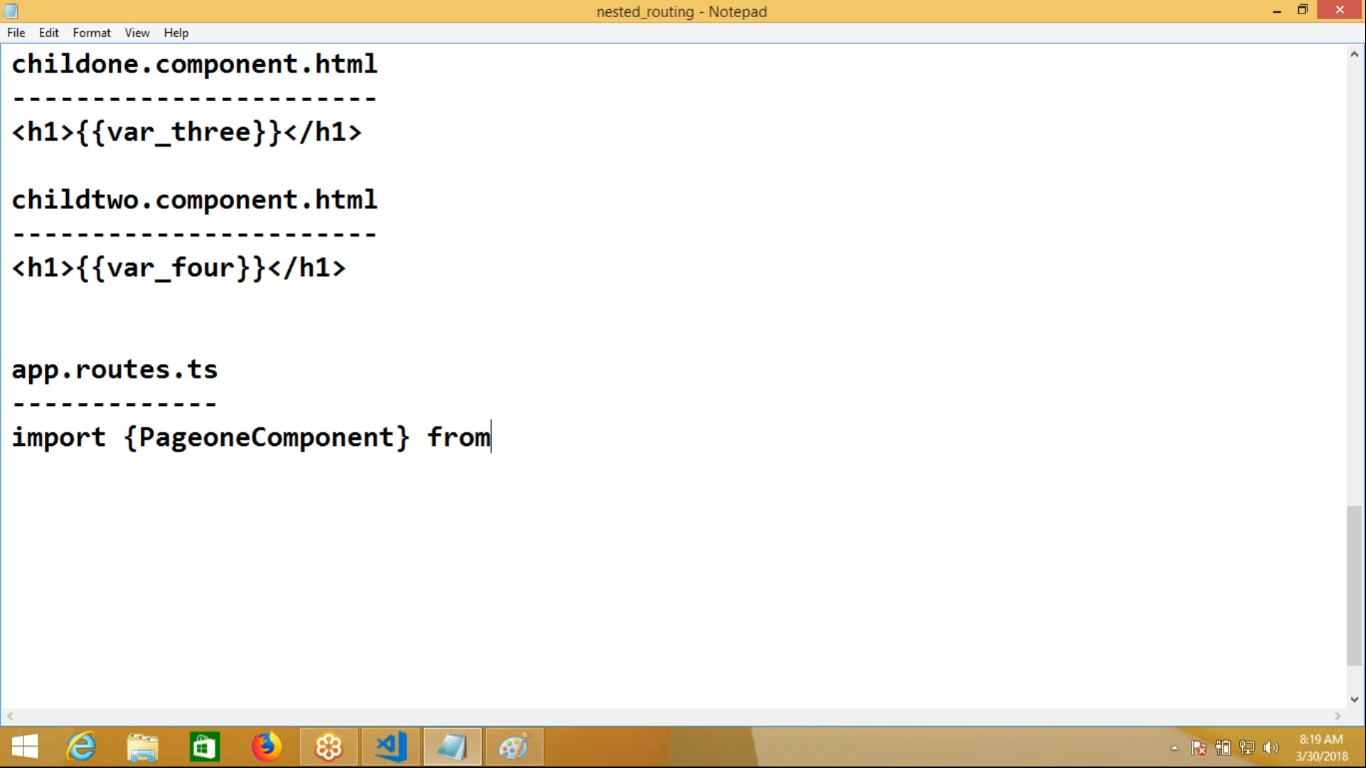 nested_routing - Notepad
File Edit Format View Help
childone.component.html
-----------------------
<h1>{{var_three}}</h1>
childtwo.component.html
-----------------------
<h1>{{var_four}}</h1>
app.routes.ts
-------------
import {PageoneComponent} from
8:19 AM
3/30/2018